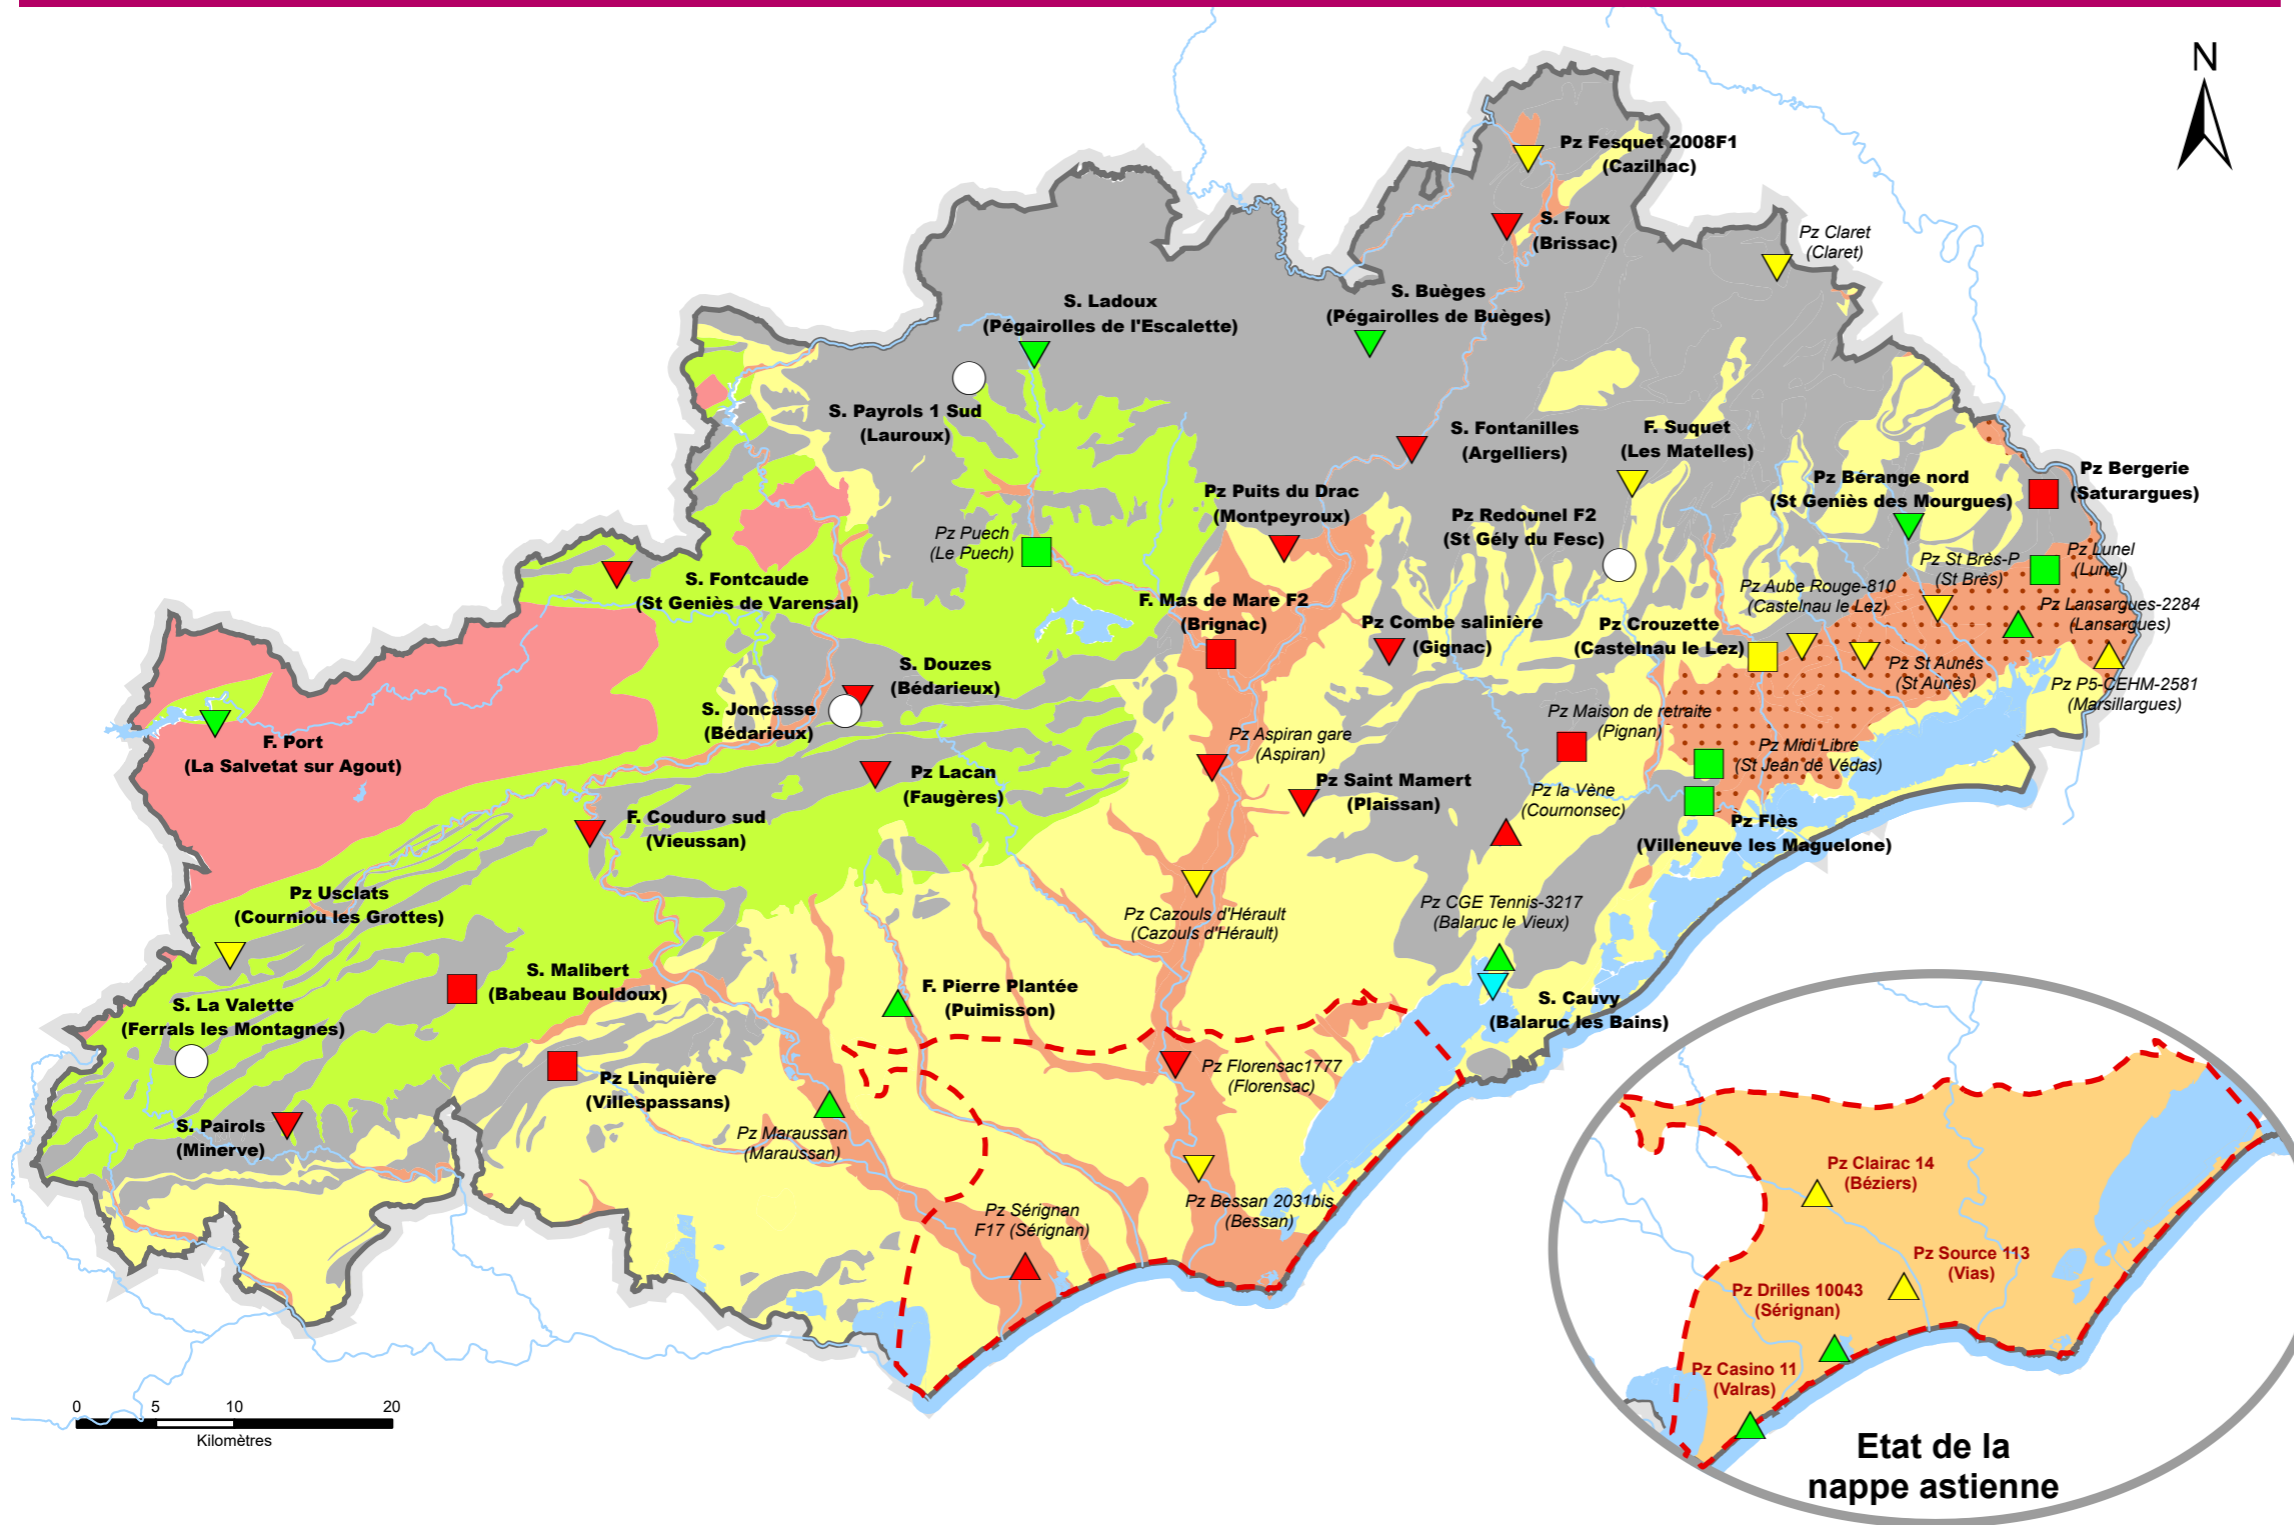 N
Pz Fesquet 2008F1
(Cazilhac)
S. Foux
(Brissac)
Pz Claret
(Claret)
S. Ladoux
(Pégairolles de l'Escalette)
S. Buèges
(Pégairolles de Buèges)
S. Payrols 1 Sud
(Lauroux)
S. Fontanilles
(Argelliers)
F. Suquet
(Les Matelles)
Pz Bérange nord
(St Geniès des Mourgues)
Pz Bergerie
(Saturargues)
Pz Puits du Drac
(Montpeyroux)
Pz Redounel F2
(St Gély du Fesc)
Pz Puech
(Le Puech)
Pz St Brès-P
(St Brès)
Pz Lunel
(Lunel)
S. Fontcaude
(St Geniès de Varensal)
Pz Aube Rouge-810
(Castelnau le Lez)
Pz Lansargues-2284
(Lansargues)
F. Mas de Mare F2
(Brignac)
Pz Combe salinière
(Gignac)
Pz Crouzette
(Castelnau le Lez)
S. Douzes
(Bédarieux)
Pz St Aunès
(St Aunès)
Pz P5-CEHM-2581
(Marsillargues)
S. Joncasse
(Bédarieux)
Pz Maison de retraite
(Pignan)
F. Port
(La Salvetat sur Agout)
Pz Aspiran gare
(Aspiran)
Pz Midi Libre
(St Jean de Védas)
Pz Lacan
(Faugères)
Pz Saint Mamert
(Plaissan)
Pz la Vène
(Cournonsec)
F. Couduro sud
(Vieussan)
Pz Flès
(Villeneuve les Maguelone)
Pz Usclats
(Courniou les Grottes)
Pz Cazouls d'Hérault
(Cazouls d'Hérault)
Pz CGE Tennis-3217
(Balaruc le Vieux)
S. Malibert
(Babeau Bouldoux)
F. Pierre Plantée
(Puimisson)
S. La Valette
(Ferrals les Montagnes)
S. Cauvy
(Balaruc les Bains)
Pz Linquière
(Villespassans)
Pz Florensac1777
(Florensac)
S. Pairols
(Minerve)
Pz Maraussan
(Maraussan)
Pz Sérignan
F17 (Sérignan)
Pz Bessan 2031bis
(Bessan)
Pz Clairac 14
(Béziers)
Pz Source 113
(Vias)
Pz Drilles 10043
(Sérignan)
Pz Casino 11
(Valras)
Etat de la
nappe astienne
0 5 10 20
Kilomètres